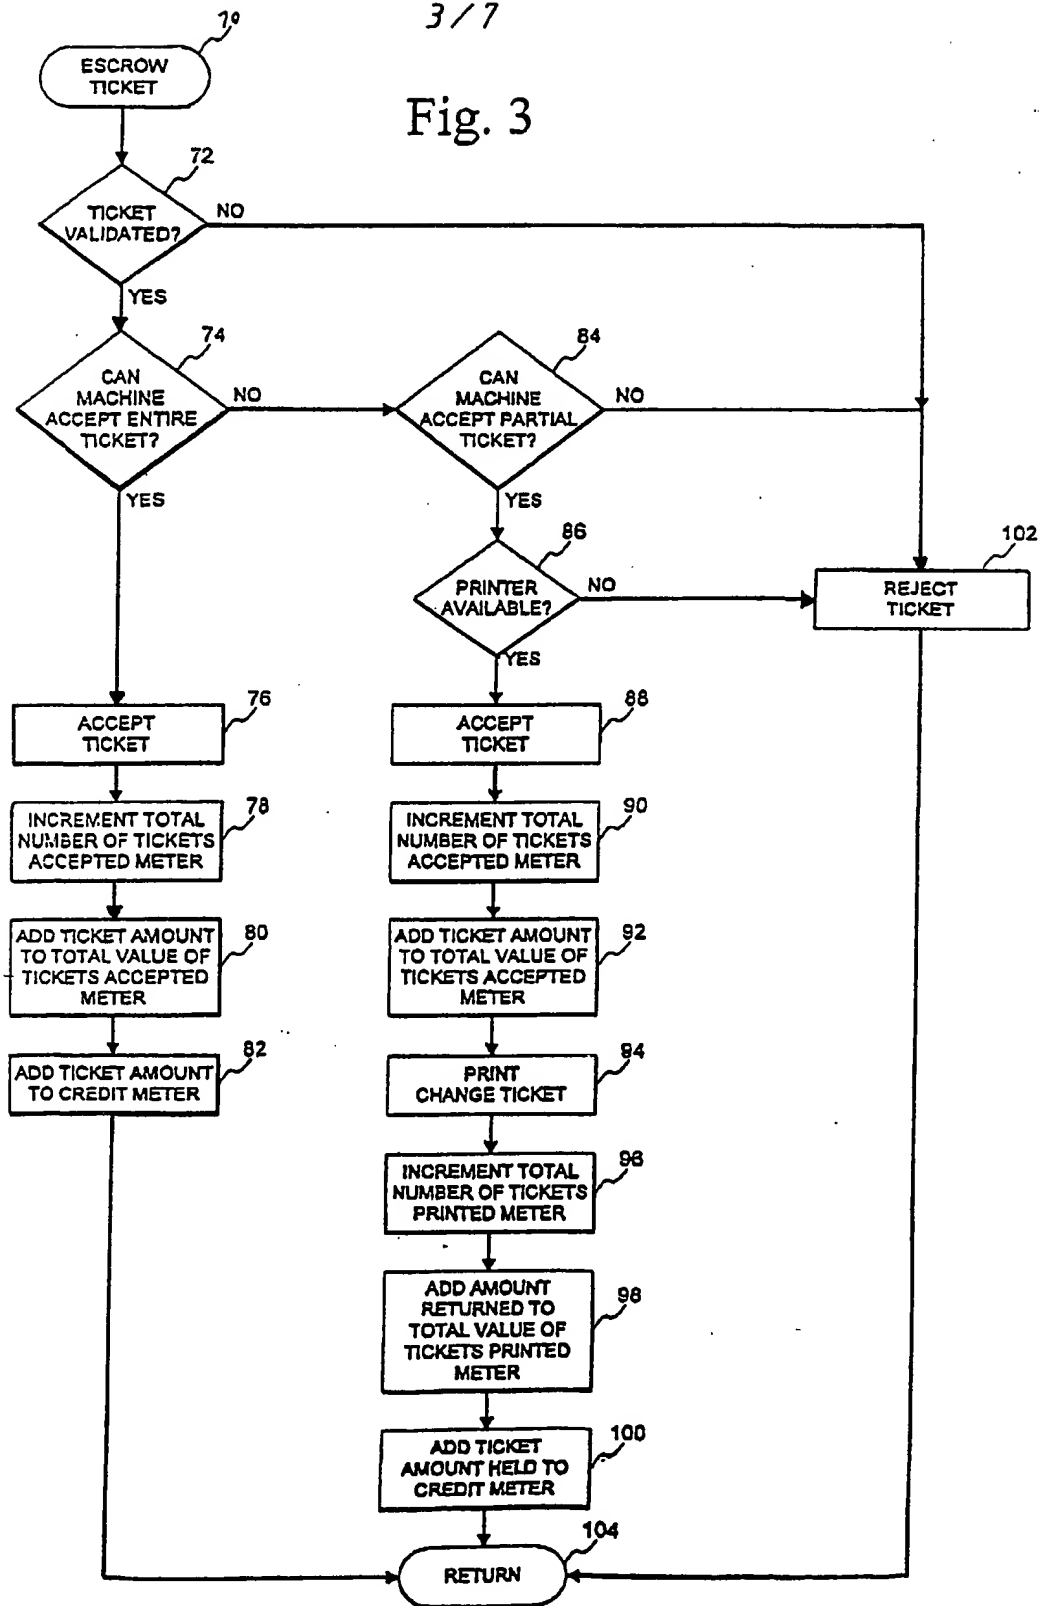 3/7
70
ESCROW
TICKET
Fig. 3
72
TICKET
VALIDATED?
NO
YES
74
CAN
MACHINE
ACCEPT ENTIRE
TICKET?
NO
YES
84
CAN
MACHINE
ACCEPT PARTIAL
TICKET?
NO
YES
86
PRINTER
AVAILABLE?
NO
YES
102
REJECT
TICKET
76
ACCEPT
TICKET
78
INCREMENT TOTAL
NUMBER OF TICKETS
ACCEPTED METER
80
ADD TICKET AMOUNT
TO TOTAL VALUE OF
TICKETS ACCEPTED
METER
82
ADD TICKET AMOUNT
TO CREDIT METER
88
ACCEPT
TICKET
90
INCREMENT TOTAL
NUMBER OF TICKETS
ACCEPTED METER
92
ADD TICKET AMOUNT
TO TOTAL VALUE OF
TICKETS ACCEPTED
METER
94
PRINT
CHANGE TICKET
96
INCREMENT TOTAL
NUMBER OF TICKETS
PRINTED METER
98
ADD AMOUNT
RETURNED TO
TOTAL VALUE OF
TICKETS PRINTED
METER
100
ADD TICKET
AMOUNT HELD TO
CREDIT METER
104
RETURN